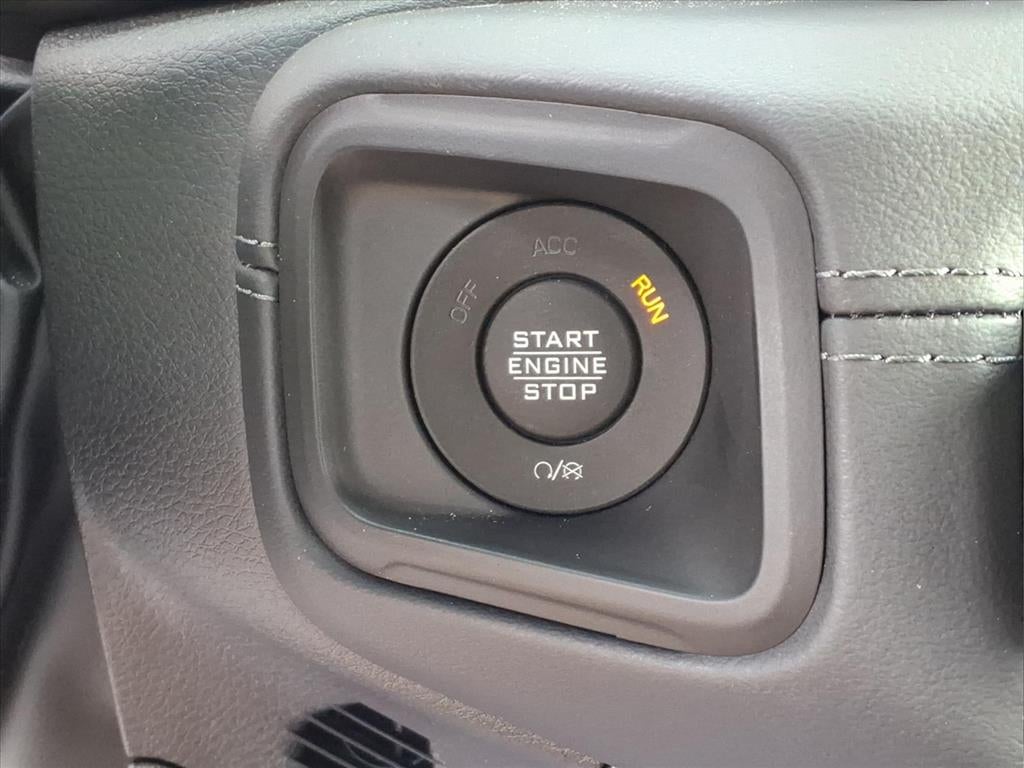 ACC
OFF
RUN
START
ENGINE
STOP